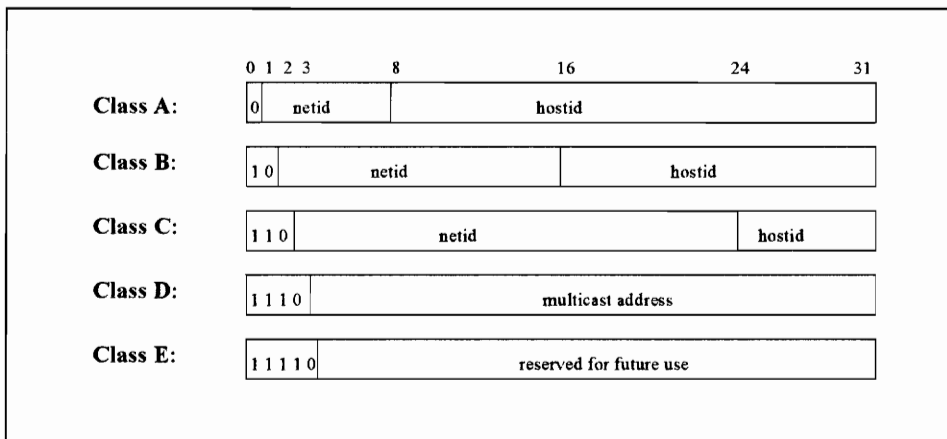 0 1 2 3 8 16 24 31
Class A: 0 netid hostid
Class B: 1 0 netid hostid
Class C: 1 1 0 netid hostid
Class D: 1 1 1 0 multicast address
Class E: 1 1 1 1 0 reserved for future use